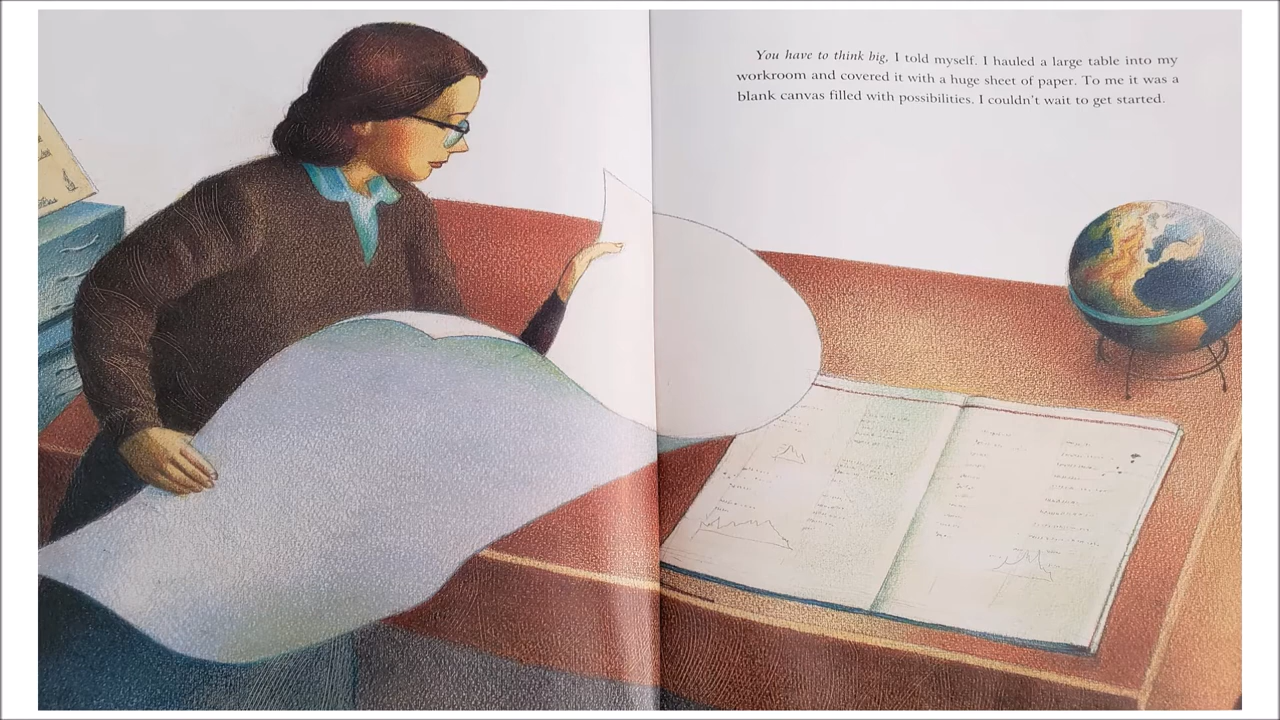 You have to think big, I told myself. I hauled a large table into my
workroom and covered it with a huge sheet of paper. To me it was a
blank canvas filled with possibilities. I couldn't wait to get started.